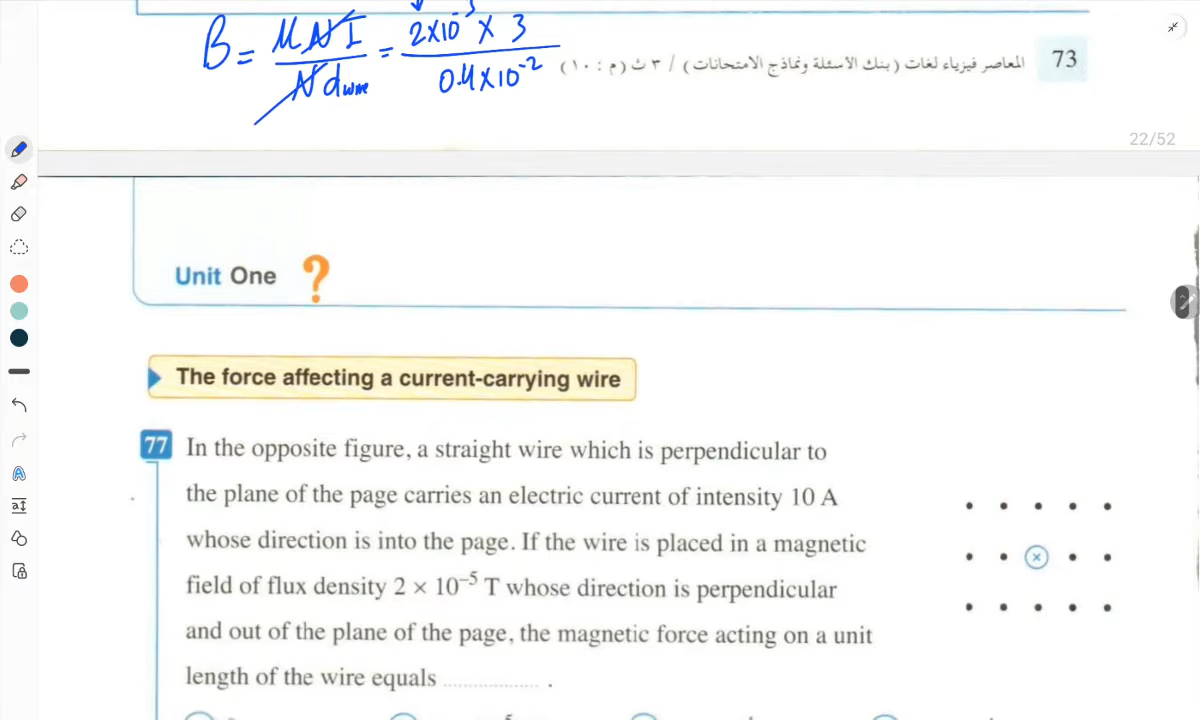 B = μNI / N d wire = 2×10⁻³ × 3 / 0.4×10⁻²
المعاصر فيزياء لغات (بنك الأسئلة ونماذج الامتحانات) / ٣ ث (م : ١٠)
73
22/52
Unit One ?
The force affecting a current-carrying wire
77 In the opposite figure, a straight wire which is perpendicular to
the plane of the page carries an electric current of intensity 10 A
whose direction is into the page. If the wire is placed in a magnetic
field of flux density 2 × 10⁻⁵ T whose direction is perpendicular
and out of the plane of the page, the magnetic force acting on a unit
length of the wire equals ................ .